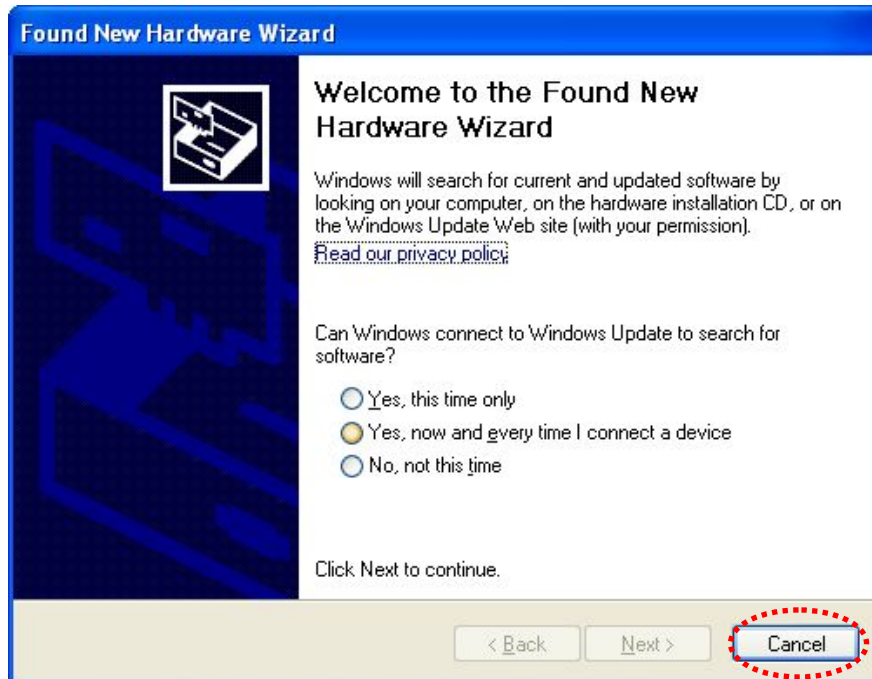 Found New Hardware Wizard
Welcome to the Found New
Hardware Wizard
Windows will search for current and updated software by
looking on your computer, on the hardware installation CD, or on
the Windows Update Web site (with your permission).
Read our privacy policy
Can Windows connect to Windows Update to search for
software?
Yes, this time only
Yes, now and every time I connect a device
No, not this time
Click Next to continue.
< Back Next > Cancel